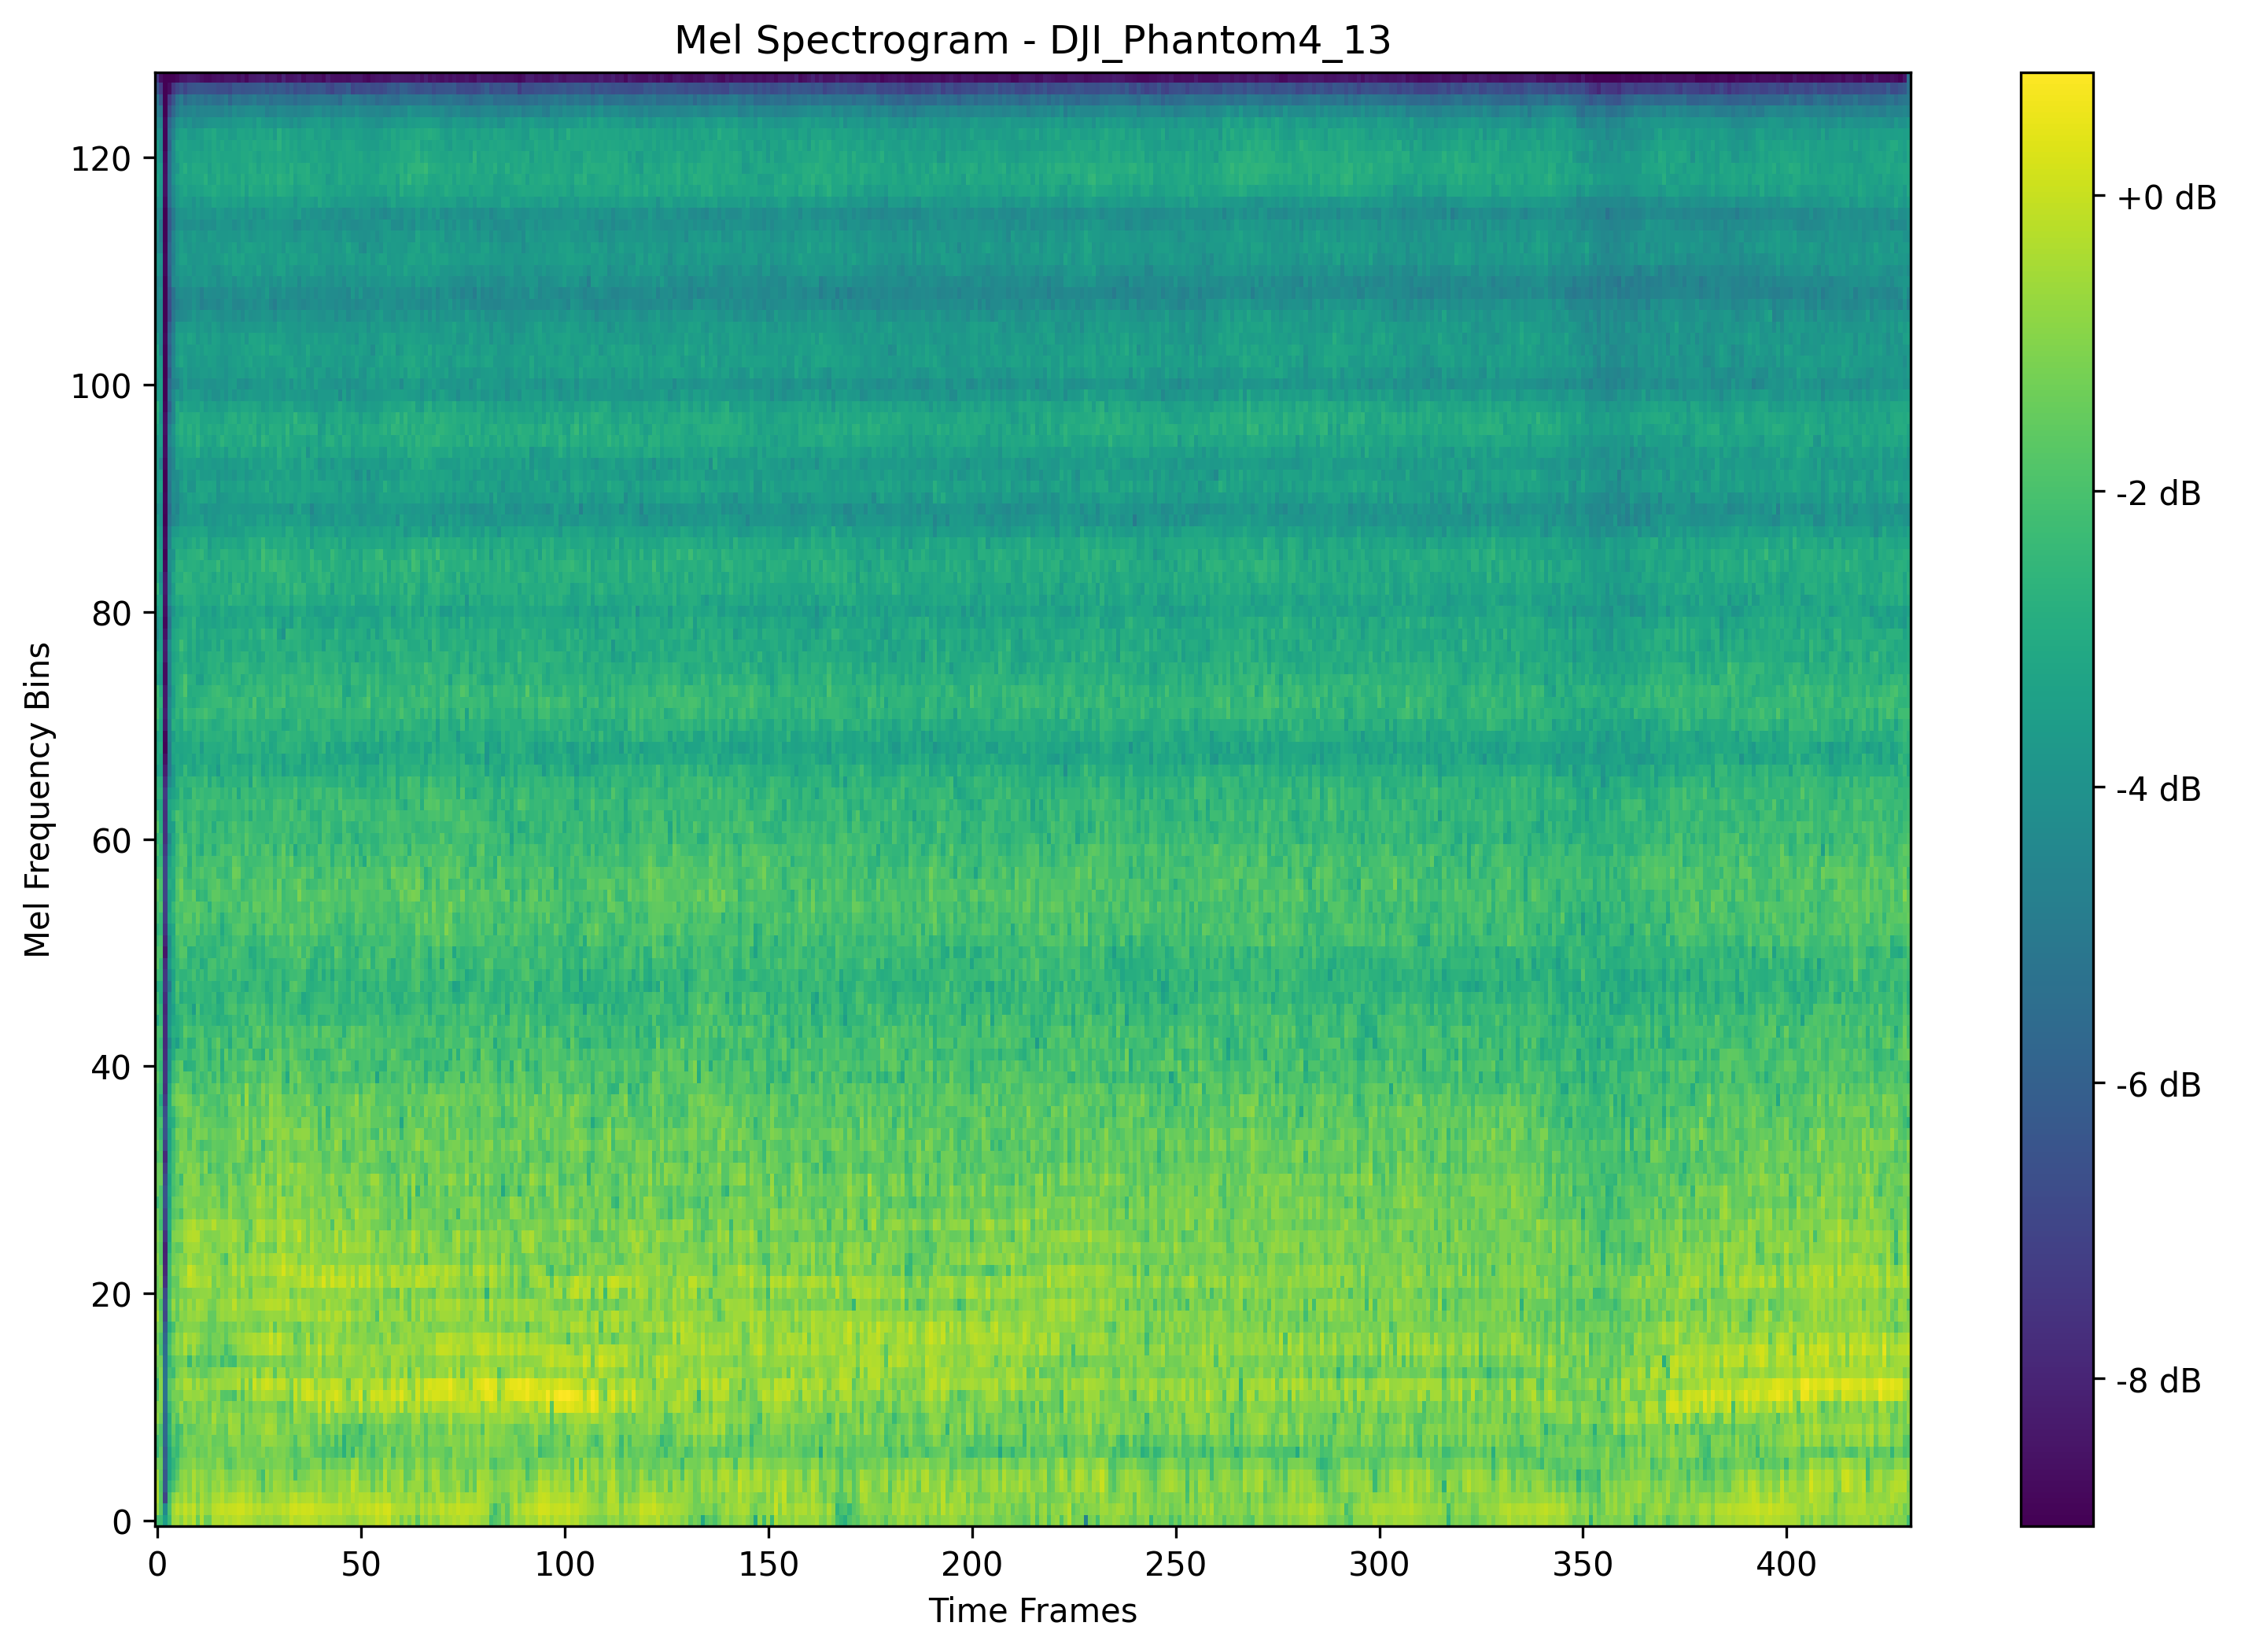 Mel Spectrogram - DJI_Phantom4_13
Mel Frequency Bins
120
100
80
60
40
20
0
0 50 100 150 200 250 300 350 400
Time Frames
+0 dB
-2 dB
-4 dB
-6 dB
-8 dB